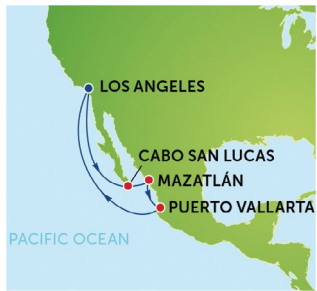 LOS ANGELES
CABO SAN LUCAS
MAZATLÁN
PUERTO VALLARTA
PACIFIC OCEAN